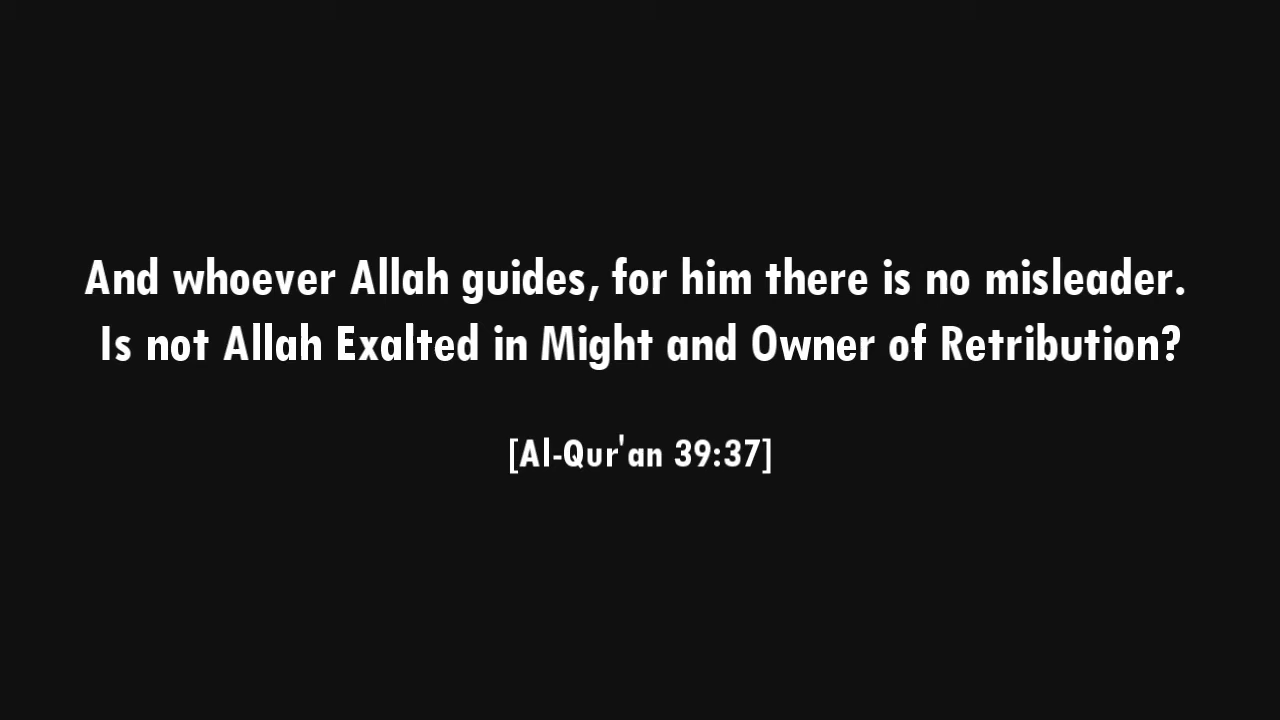 And whoever Allah guides, for him there is no misleader.
Is not Allah Exalted in Might and Owner of Retribution?
[Al-Qur'an 39:37]